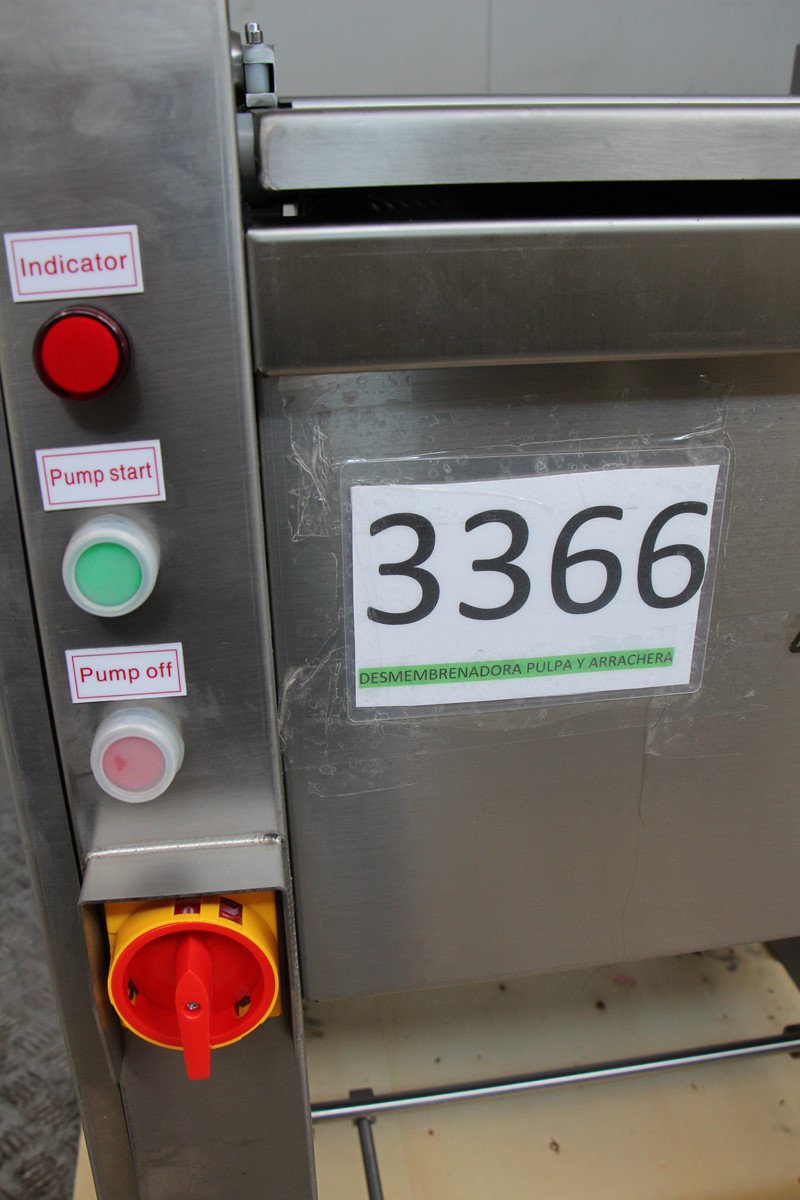 Indicator
Pump start
3366
DESMEMBRENADORA PULPA Y ARRACHERA
Pump off